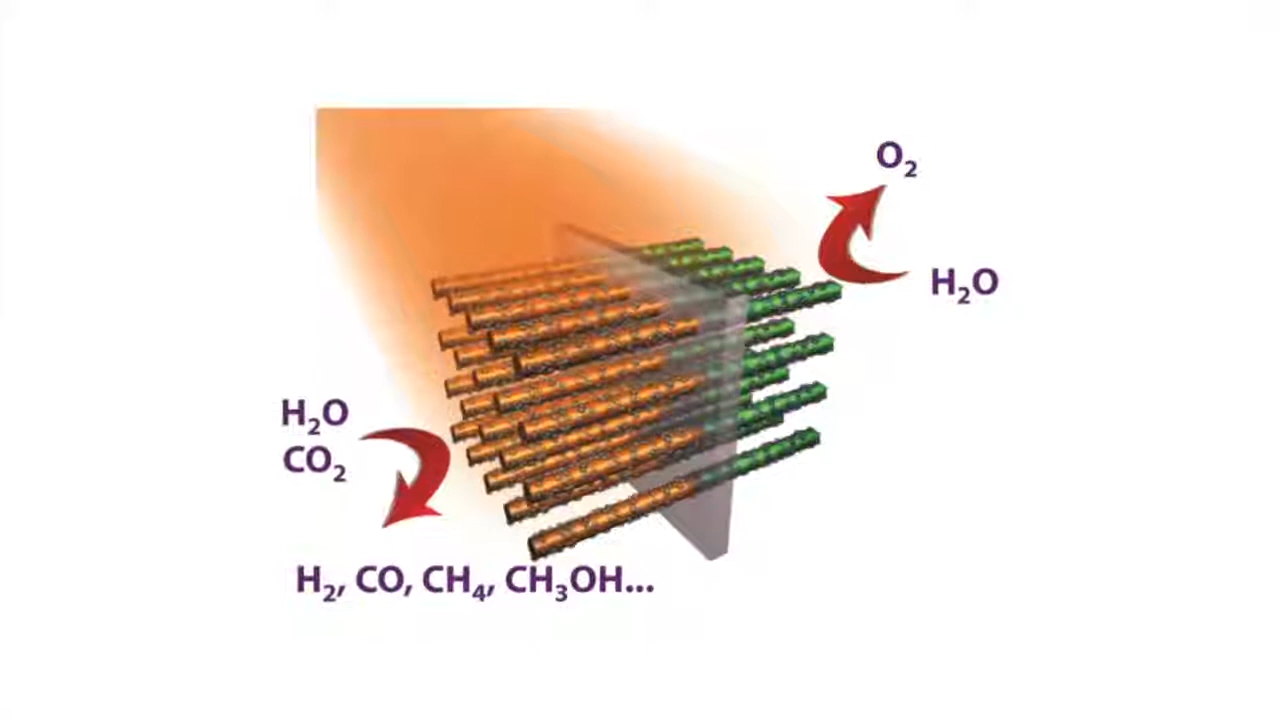 O₂
H₂O
H₂O
CO₂
H₂, CO, CH₄, CH₃OH...